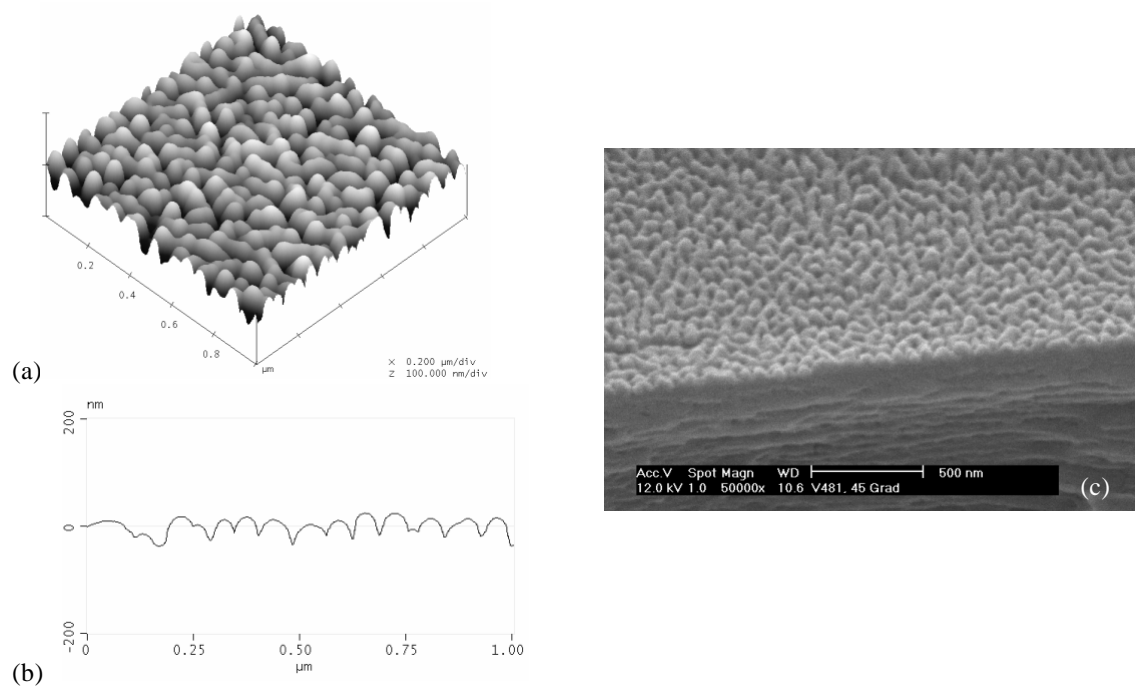 0.2
0.4
0.6
0.8
µm
X 0.200 µm/div
Z 100.000 nm/div
(a)
nm
200
0
-200
0 0.25 0.50 0.75 1.00
µm
(b)
Acc.V Spot Magn WD 500 nm
12.0 kV 1.0 50000x 10.6 V481, 45 Grad
(c)